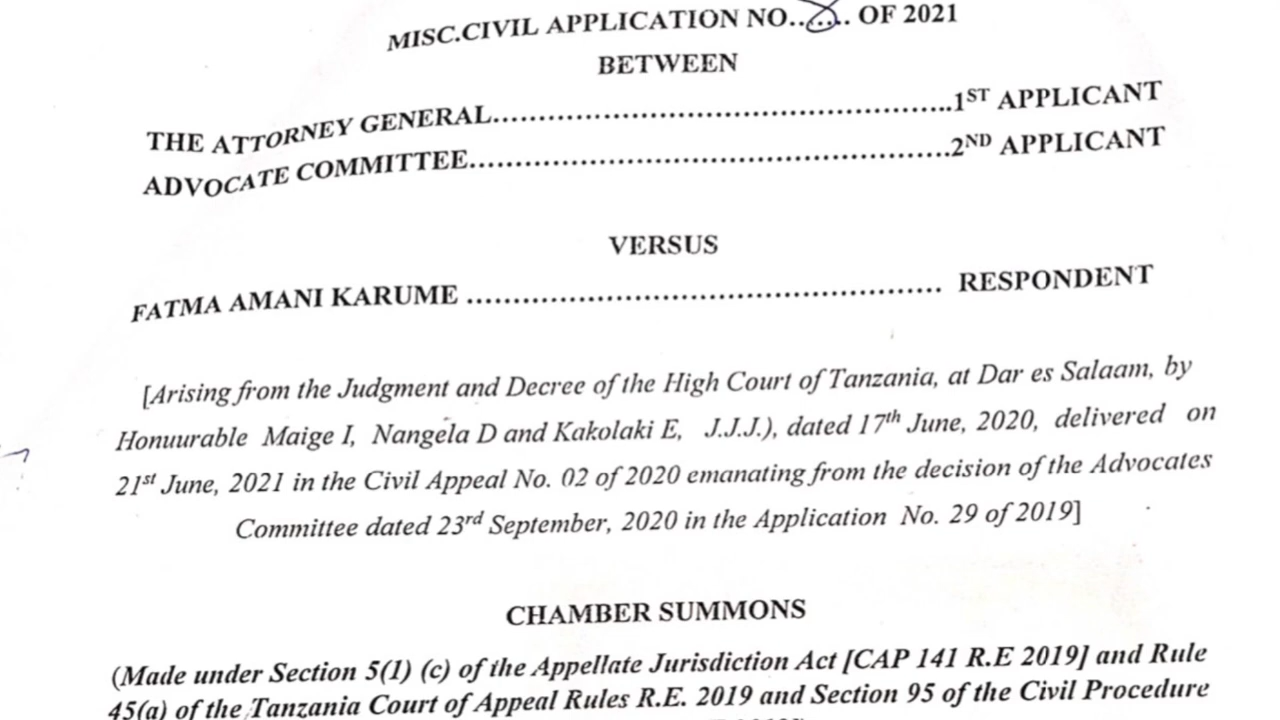 MISC.CIVIL APPLICATION NO....... OF 2021
BETWEEN
THE ATTORNEY GENERAL..................................................1ST APPLICANT
ADVOCATE COMMITTEE....................................................2ND APPLICANT
VERSUS
FATMA AMANI KARUME .................................................... RESPONDENT
[Arising from the Judgment and Decree of the High Court of Tanzania, at Dar es Salaam, by
Honuurable Maige I, Nangela D and Kakolaki E, J.J.J.), dated 17th June, 2020, delivered on
21st June, 2021 in the Civil Appeal No. 02 of 2020 emanating from the decision of the Advocates
Committee dated 23rd September, 2020 in the Application No. 29 of 2019]
CHAMBER SUMMONS
(Made under Section 5(1) (c) of the Appellate Jurisdiction Act [CAP 141 R.E 2019] and Rule
45(a) of the Tanzania Court of Appeal Rules R.E. 2019 and Section 95 of the Civil Procedure